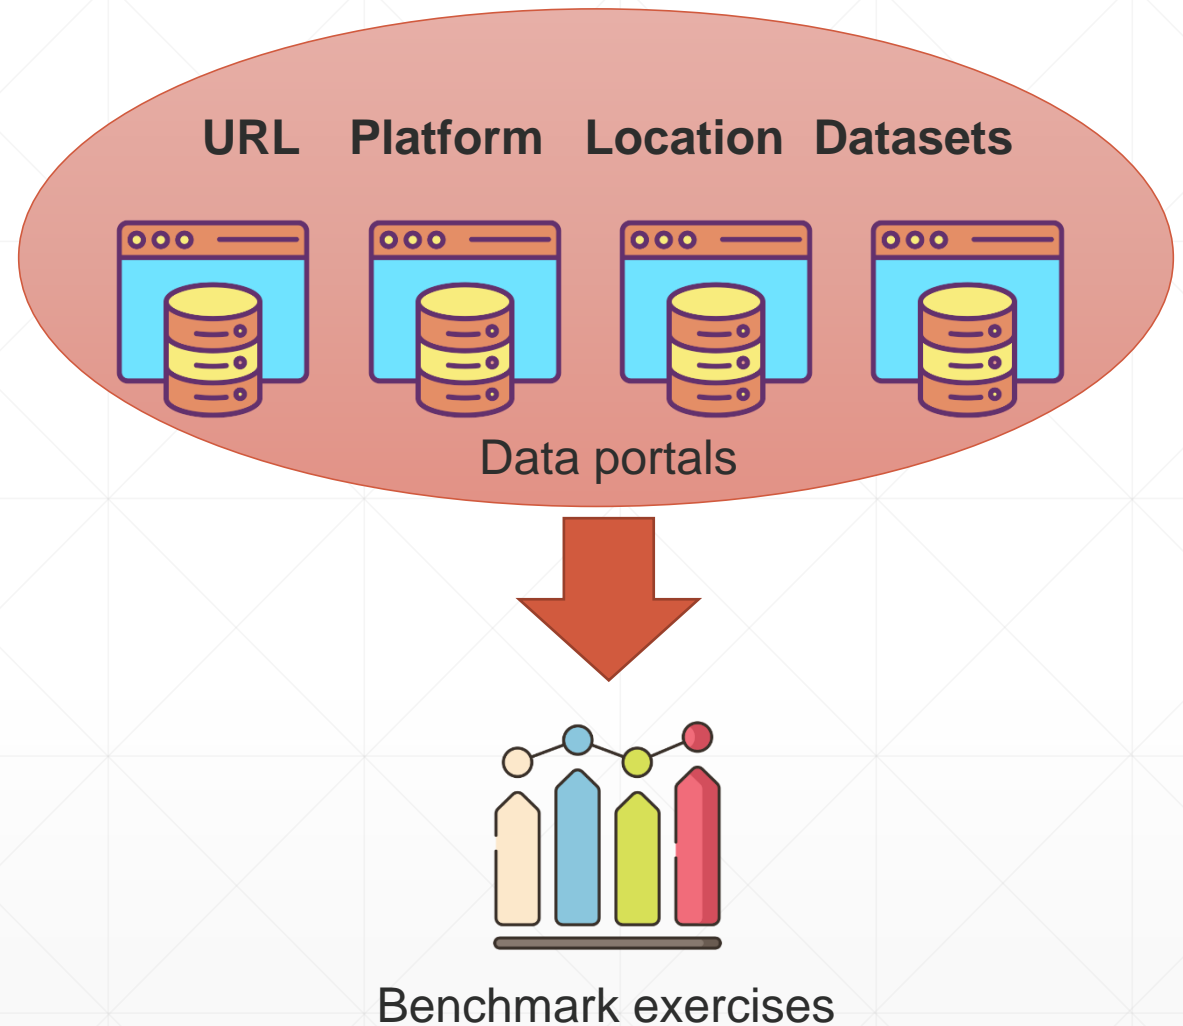 URL Platform Location Datasets
Data portals
Benchmark exercises